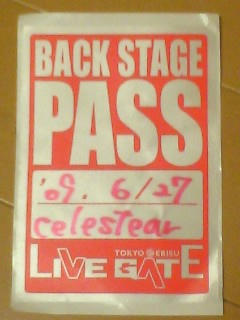 BACK STAGE
PASS
'09. 6/27
celestear
TOKYO EBISU
LIVE GATE